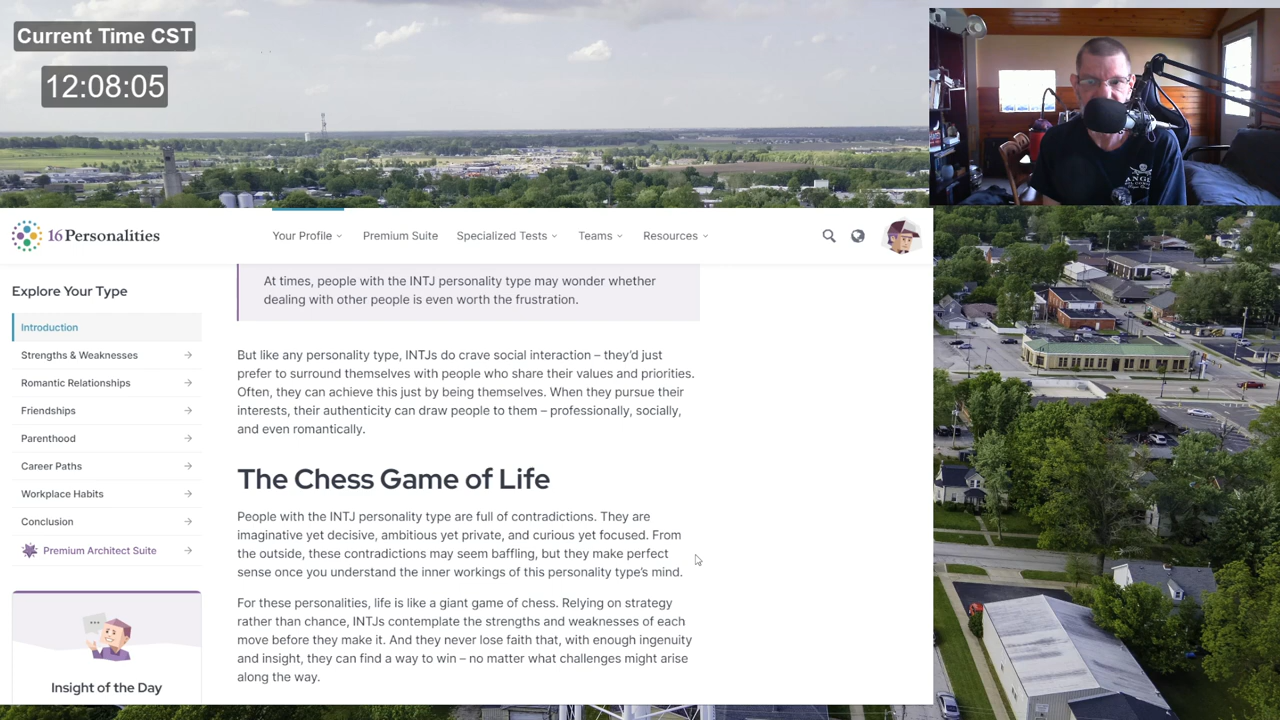 Current Time CST
12:08:05
16Personalities
Your Profile
Premium Suite
Specialized Tests
Teams
Resources
Explore Your Type
Introduction
Strengths & Weaknesses
Romantic Relationships
Friendships
Parenthood
Career Paths
Workplace Habits
Conclusion
Premium Architect Suite
Insight of the Day
At times, people with the INTJ personality type may wonder whether
dealing with other people is even worth the frustration.
But like any personality type, INTJs do crave social interaction – they’d just
prefer to surround themselves with people who share their values and priorities.
Often, they can achieve this just by being themselves. When they pursue their
interests, their authenticity can draw people to them – professionally, socially,
and even romantically.
The Chess Game of Life
People with the INTJ personality type are full of contradictions. They are
imaginative yet decisive, ambitious yet private, and curious yet focused. From
the outside, these contradictions may seem baffling, but they make perfect
sense once you understand the inner workings of this personality type’s mind.
For these personalities, life is like a giant game of chess. Relying on strategy
rather than chance, INTJs contemplate the strengths and weaknesses of each
move before they make it. And they never lose faith that, with enough ingenuity
and insight, they can find a way to win – no matter what challenges might arise
along the way.